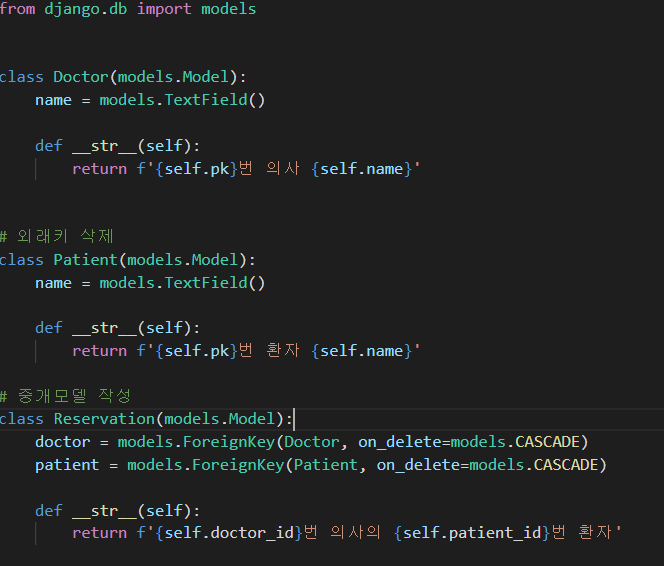 from django.db import models
class Doctor(models.Model):
name = models.TextField()
def __str__(self):
return f'{self.pk}번 의사 {self.name}'
# 외래키 삭제
class Patient(models.Model):
name = models.TextField()
def __str__(self):
return f'{self.pk}번 환자 {self.name}'
# 중개모델 작성
class Reservation(models.Model):
doctor = models.ForeignKey(Doctor, on_delete=models.CASCADE)
patient = models.ForeignKey(Patient, on_delete=models.CASCADE)
def __str__(self):
return f'{self.doctor_id}번 의사의 {self.patient_id}번 환자'